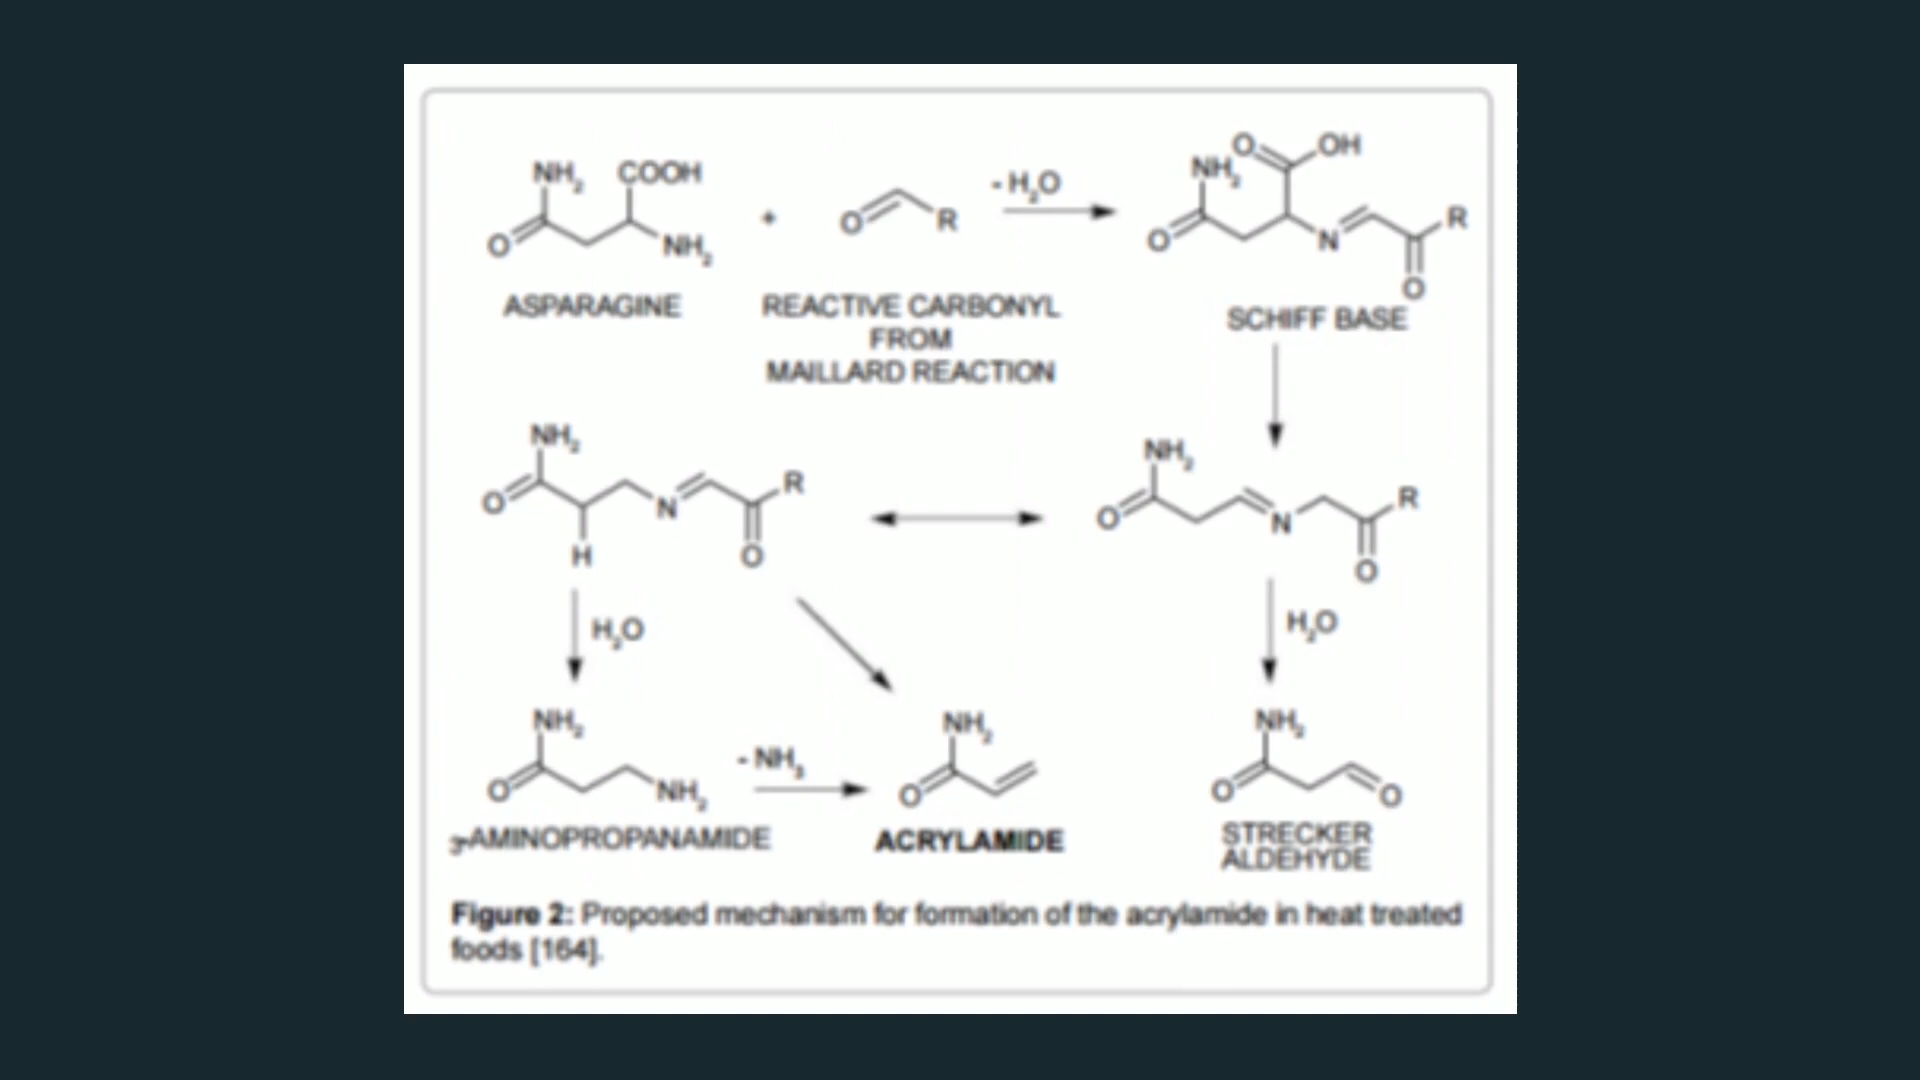 NH2 COOH
O NH2
ASPARAGINE
+
O R
REACTIVE CARBONYL
FROM
MAILLARD REACTION
- H2O
O OH
NH2
O N R
O
SCHIFF BASE
NH2
O N R
H O
NH2
O N R
O
H2O
H2O
NH2
O NH2
3-AMINOPROPANAMIDE
- NH3
NH2
O
ACRYLAMIDE
NH2
O O
STRECKER
ALDEHYDE
Figure 2: Proposed mechanism for formation of the acrylamide in heat treated
foods [164].